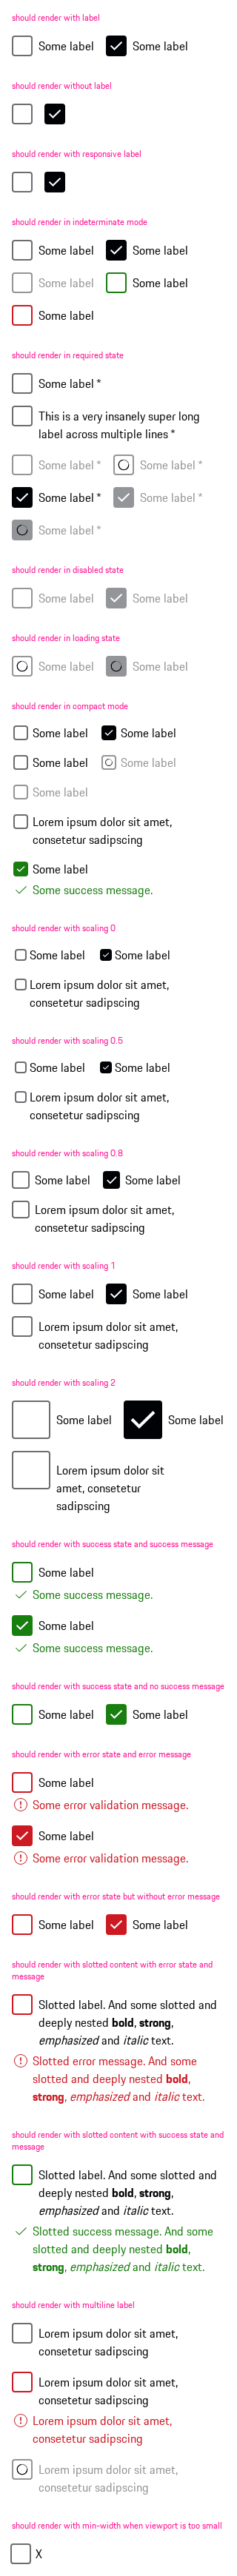 should render with label
Some label Some label
should render without label
should render with responsive label
should render in indeterminate mode
Some label Some label
Some label Some label
Some label
should render in required state
Some label *
This is a very insanely super long
label across multiple lines *
Some label * Some label *
Some label * Some label *
Some label *
should render in disabled state
Some label Some label
should render in loading state
Some label Some label
should render in compact mode
Some label Some label
Some label Some label
Some label
Lorem ipsum dolor sit amet,
consetetur sadipscing
Some label
Some success message.
should render with scaling 0
Some label Some label
Lorem ipsum dolor sit amet,
consetetur sadipscing
should render with scaling 0.5
Some label Some label
Lorem ipsum dolor sit amet,
consetetur sadipscing
should render with scaling 0.8
Some label Some label
Lorem ipsum dolor sit amet,
consetetur sadipscing
should render with scaling 1
Some label Some label
Lorem ipsum dolor sit amet,
consetetur sadipscing
should render with scaling 2
Some label Some label
Lorem ipsum dolor sit
amet, consetetur
sadipscing
should render with success state and success message
Some label
Some success message.
Some label
Some success message.
should render with success state and no success message
Some label Some label
should render with error state and error message
Some label
Some error validation message.
Some label
Some error validation message.
should render with error state but without error message
Some label Some label
should render with slotted content with error state and
message
Slotted label. And some slotted and
deeply nested bold, strong,
emphasized and italic text.
Slotted error message. And some
slotted and deeply nested bold,
strong, emphasized and italic text.
should render with slotted content with success state and
message
Slotted label. And some slotted and
deeply nested bold, strong,
emphasized and italic text.
Slotted success message. And some
slotted and deeply nested bold,
strong, emphasized and italic text.
should render with multiline label
Lorem ipsum dolor sit amet,
consetetur sadipscing
Lorem ipsum dolor sit amet,
consetetur sadipscing
Lorem ipsum dolor sit amet,
consetetur sadipscing
Lorem ipsum dolor sit amet,
consetetur sadipscing
should render with min-width when viewport is too small
X